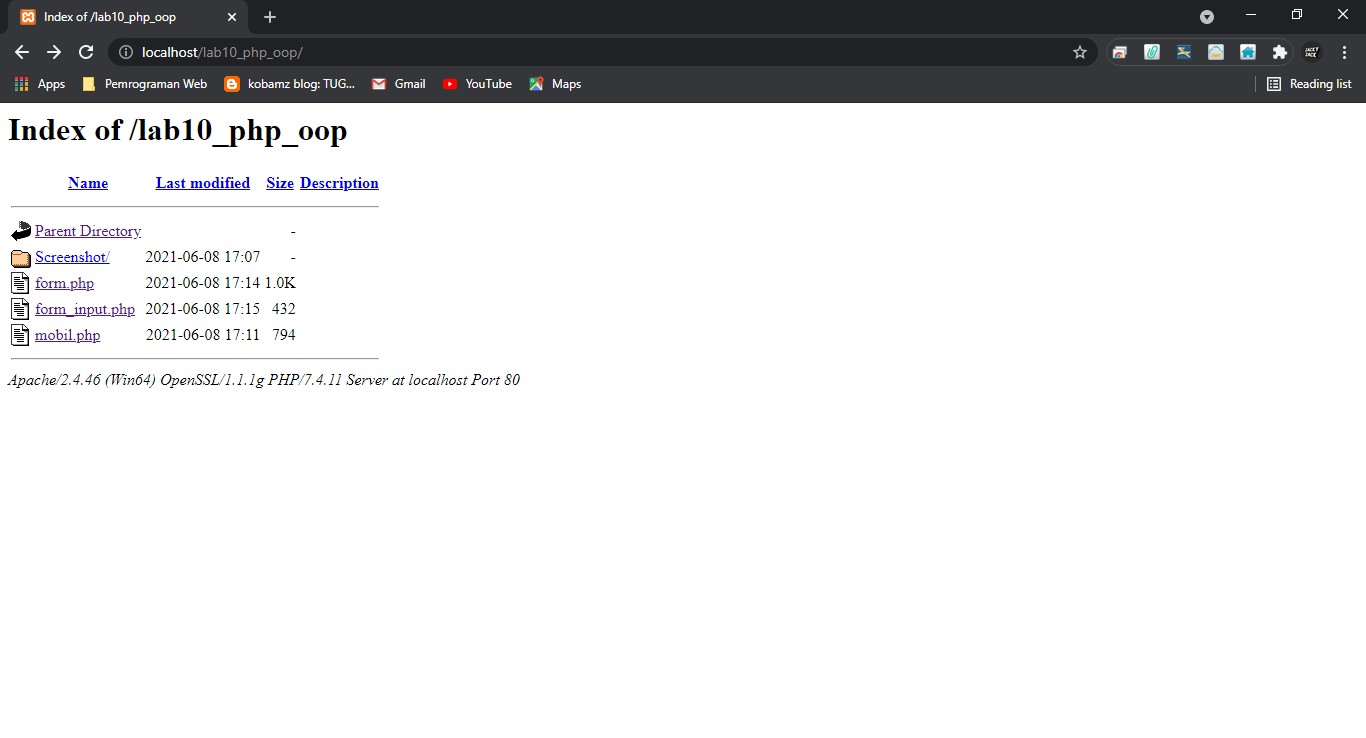 Index of /lab10_php_oop
localhost/lab10_php_oop/
Apps Pemrograman Web kobamz blog: TUG... Gmail YouTube Maps Reading list
Index of /lab10_php_oop
Name Last modified Size Description
Parent Directory -
Screenshot/ 2021-06-08 17:07 -
form.php 2021-06-08 17:14 1.0K
form_input.php 2021-06-08 17:15 432
mobil.php 2021-06-08 17:11 794
Apache/2.4.46 (Win64) OpenSSL/1.1.1g PHP/7.4.11 Server at localhost Port 80